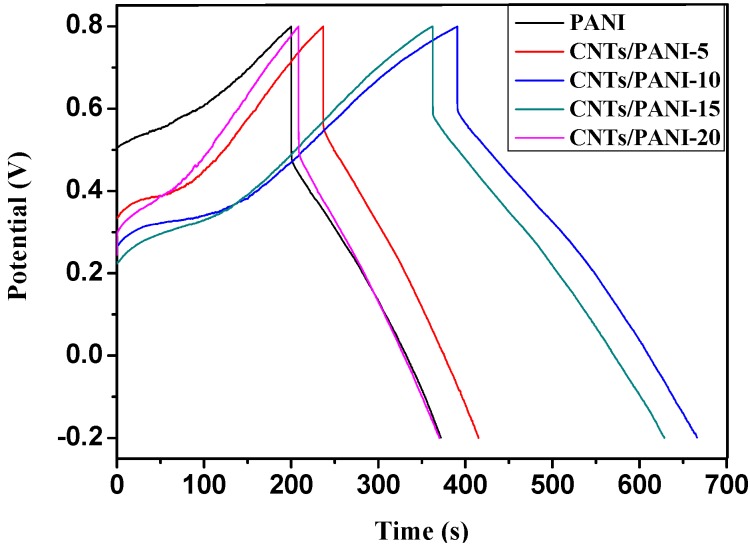 PANI
CNTs/PANI-5
CNTs/PANI-10
CNTs/PANI-15
CNTs/PANI-20
Potential (V)
0.8
0.6
0.4
0.2
0.0
-0.2
0 100 200 300 400 500 600 700
Time (s)